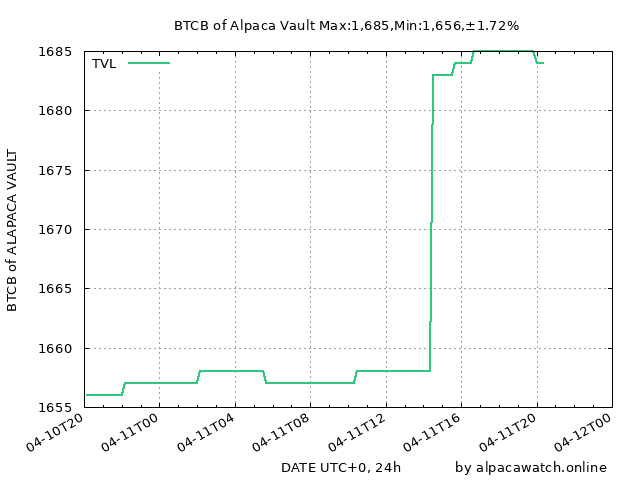 BTCB of Alpaca Vault Max:1,685,Min:1,656,±1.72%
TVL
BTCB of ALAPACA VAULT
1685
1680
1675
1670
1665
1660
1655
04-10T20
04-11T00
04-11T04
04-11T08
04-11T12
04-11T16
04-11T20
04-12T00
DATE UTC+0, 24h
by alpacawatch.online